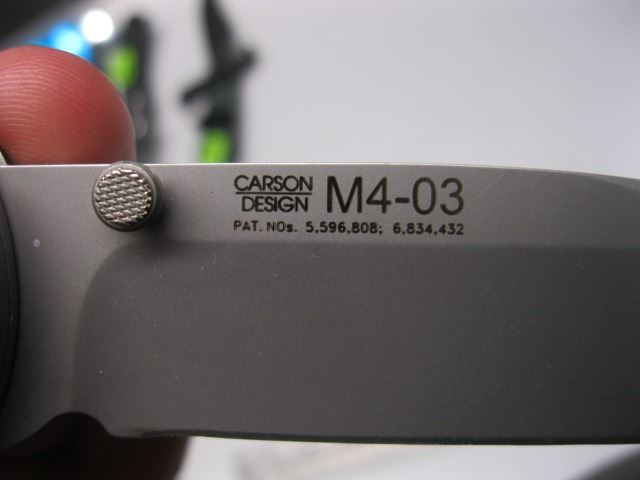 CARSON
DESIGN M4-03
PAT. NOs. 5,596,808; 6,834,432